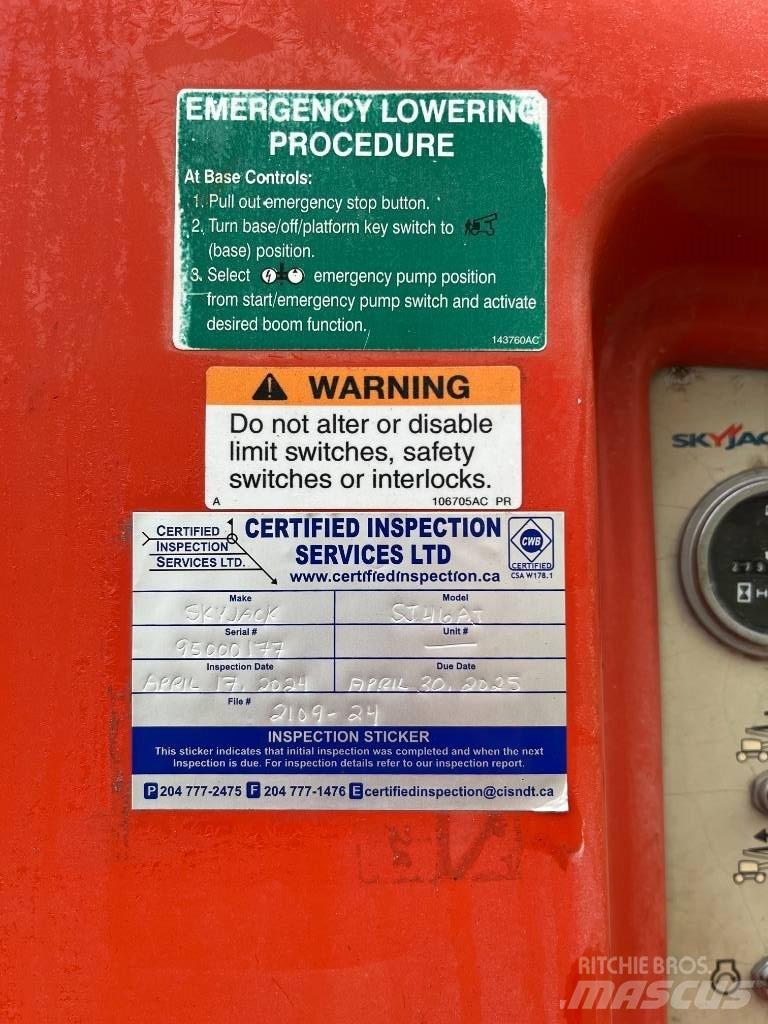 EMERGENCY LOWERING
PROCEDURE
At Base Controls:
1. Pull out emergency stop button.
2. Turn base/off/platform key switch to
(base) position.
3. Select emergency pump position
from start/emergency pump switch and activate
desired boom function.
143760AC
WARNING
Do not alter or disable
limit switches, safety
switches or interlocks.
A 106705AC PR
CERTIFIED
INSPECTION
SERVICES LTD.
CERTIFIED INSPECTION
SERVICES LTD
www.certifiedinspection.ca
CWB
CERTIFIED
CSA W178.1
Make Model
SKYJACK SJ46AJ
Serial # Unit #
95000177
Inspection Date Due Date
APRIL 17, 2024 APRIL 30, 2025
File #
2109-24
INSPECTION STICKER
This sticker indicates that initial inspection was completed and when the next
Inspection is due. For inspection details refer to our inspection report.
P 204 777-2475 F 204 777-1476 E certifiedinspection@cisndt.ca
SKYJAC
H
RITCHIE BROS.
MASCUS